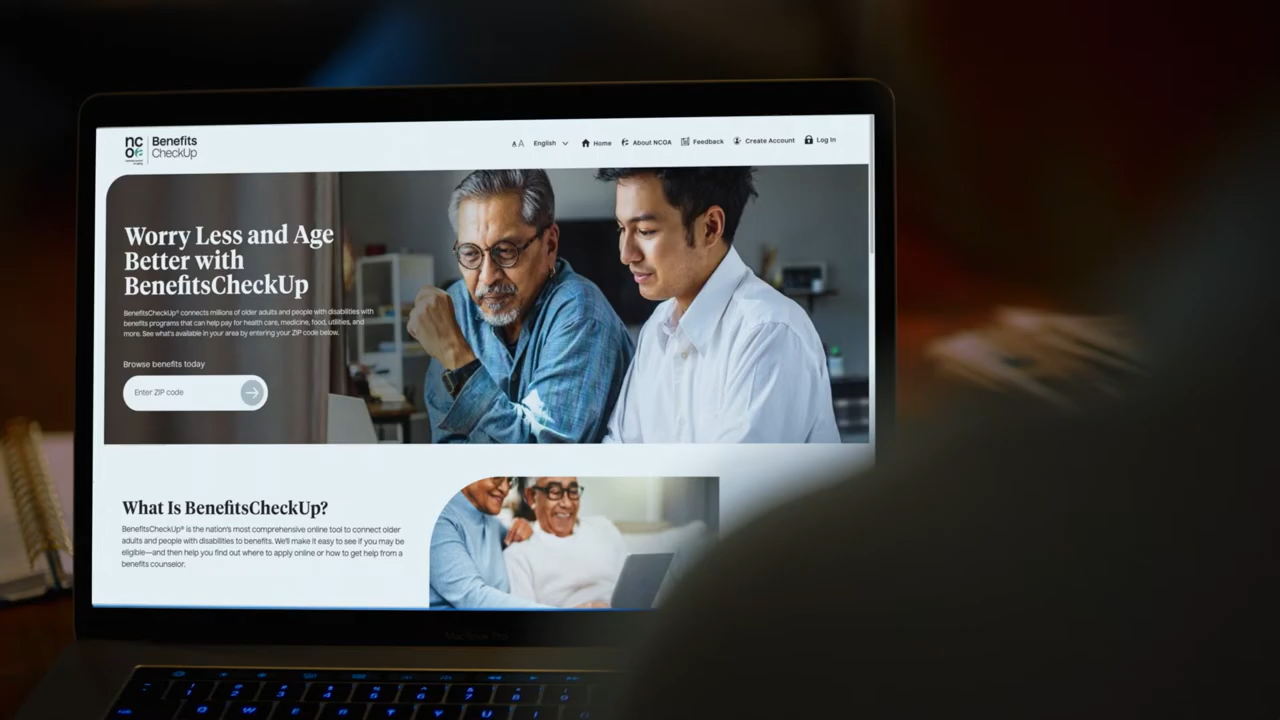 nc
oa
Benefits
CheckUp
AA English Home About NCOA Feedback Create Account Log In
Worry Less and Age
Better with
BenefitsCheckUp
BenefitsCheckUp® connects millions of older adults and people with disabilities with
benefits programs that can help pay for health care, medicine, food, utilities, and
more. See what's available in your area by entering your ZIP code below.
Browse benefits today
Enter ZIP code
What Is BenefitsCheckUp?
BenefitsCheckUp® is the nation's most comprehensive online tool to connect older
adults and people with disabilities to benefits. We'll make it easy to see if you may be
eligible—and then help you find out where to apply online or how to get help from a
benefits counselor.
MacBook Pro